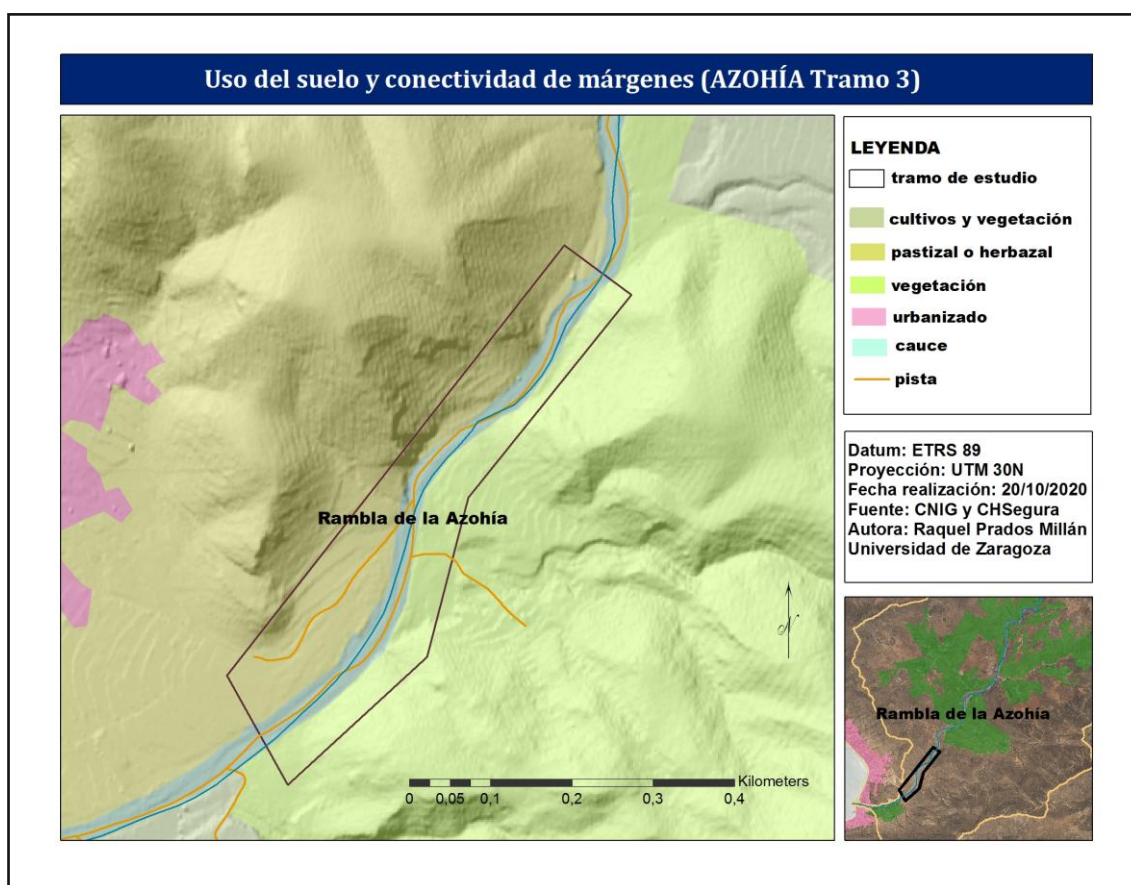 Uso del suelo y conectividad de márgenes (AZOHÍA Tramo 3)
LEYENDA
tramo de estudio
cultivos y vegetación
pastizal o herbazal
vegetación
urbanizado
cauce
pista
Datum: ETRS 89
Proyección: UTM 30N
Fecha realización: 20/10/2020
Fuente: CNIG y CHSegura
Autora: Raquel Prados Millán
Universidad de Zaragoza
Rambla de la Azohía
N
Kilometers
0 0,05 0,1 0,2 0,3 0,4
Rambla de la Azohía